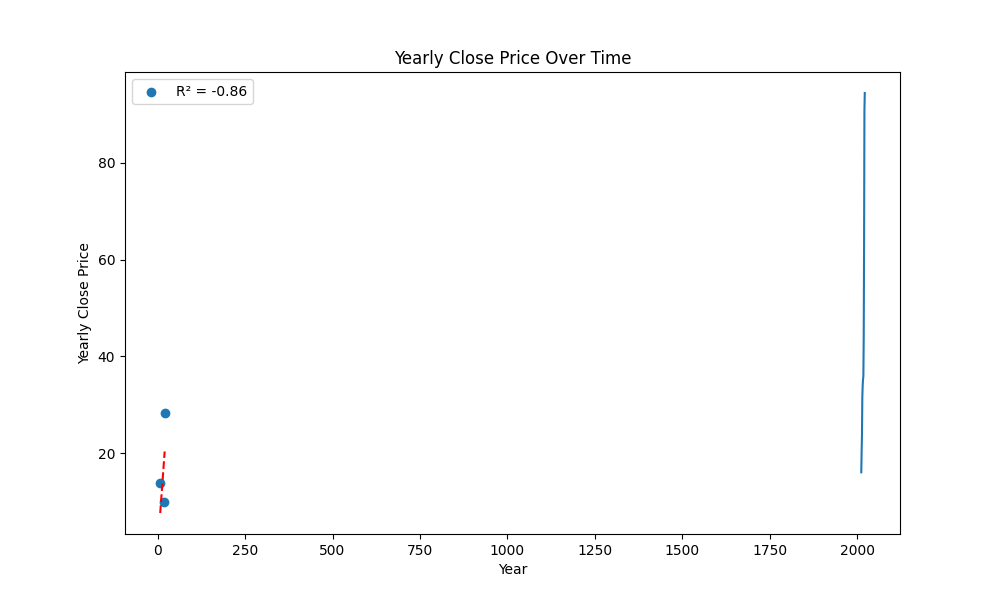 Yearly Close Price Over Time
R² = -0.86
Yearly Close Price
80
60
40
20
0 250 500 750 1000 1250 1500 1750 2000
Year